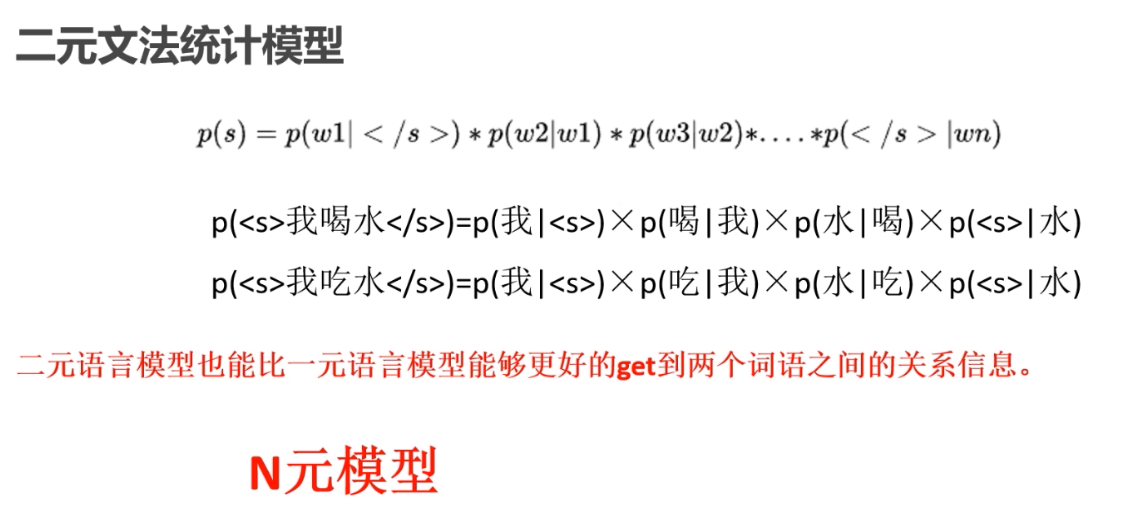 二元文法统计模型
p(s) = p(w1| < /s >) * p(w2|w1) * p(w3|w2)*. . . . *p(< /s > |wn)
p(<s>我喝水</s>)=p(我|<s>)×p(喝|我)×p(水|喝)×p(<s>|水)
p(<s>我吃水</s>)=p(我|<s>)×p(吃|我)×p(水|吃)×p(<s>|水)
二元语言模型也能比一元语言模型能够更好的get到两个词语之间的关系信息。
N元模型